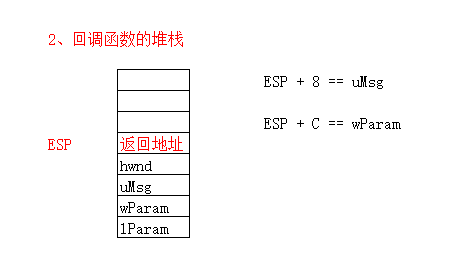 2、回调函数的堆栈
ESP + 8 == uMsg
ESP + C == wParam
ESP 返回地址
hwnd
uMsg
wParam
lParam